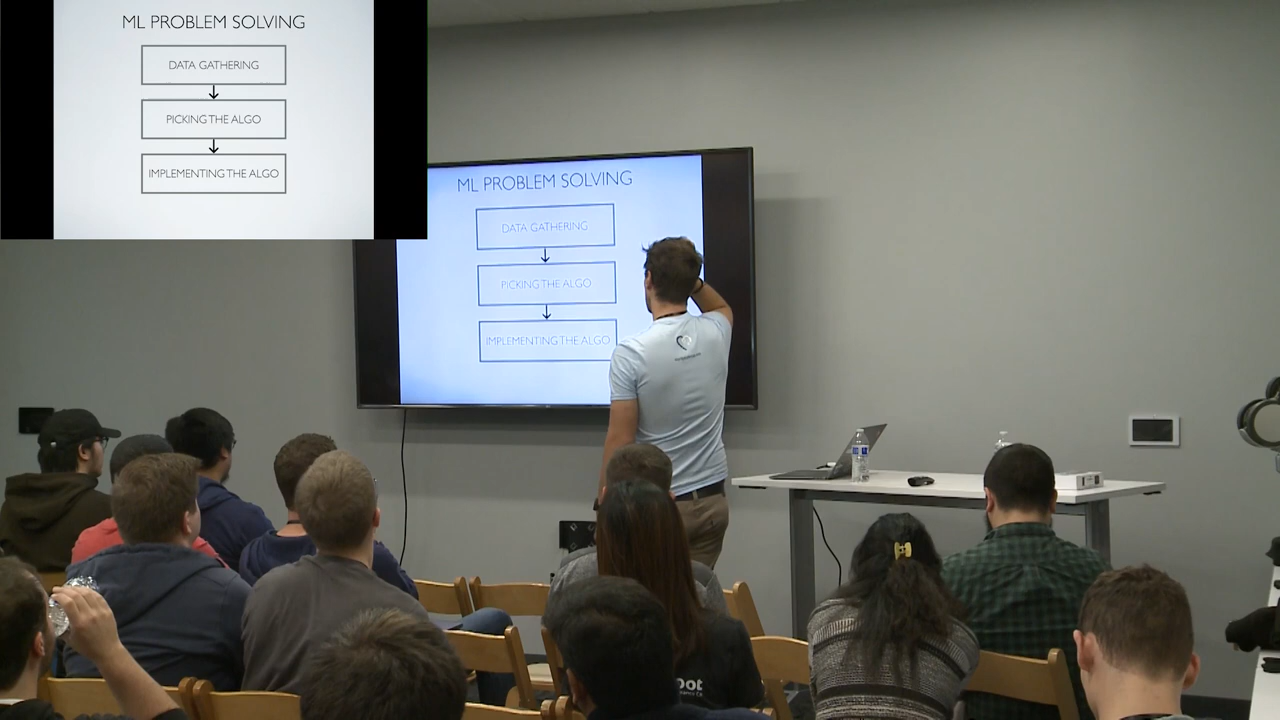 ML PROBLEM SOLVING
DATA GATHERING
PICKING THE ALGO
IMPLEMENTING THE ALGO
ML PROBLEM SOLVING
DATA GATHERING
PICKING THE ALGO
IMPLEMENTING THE ALGO
Dot